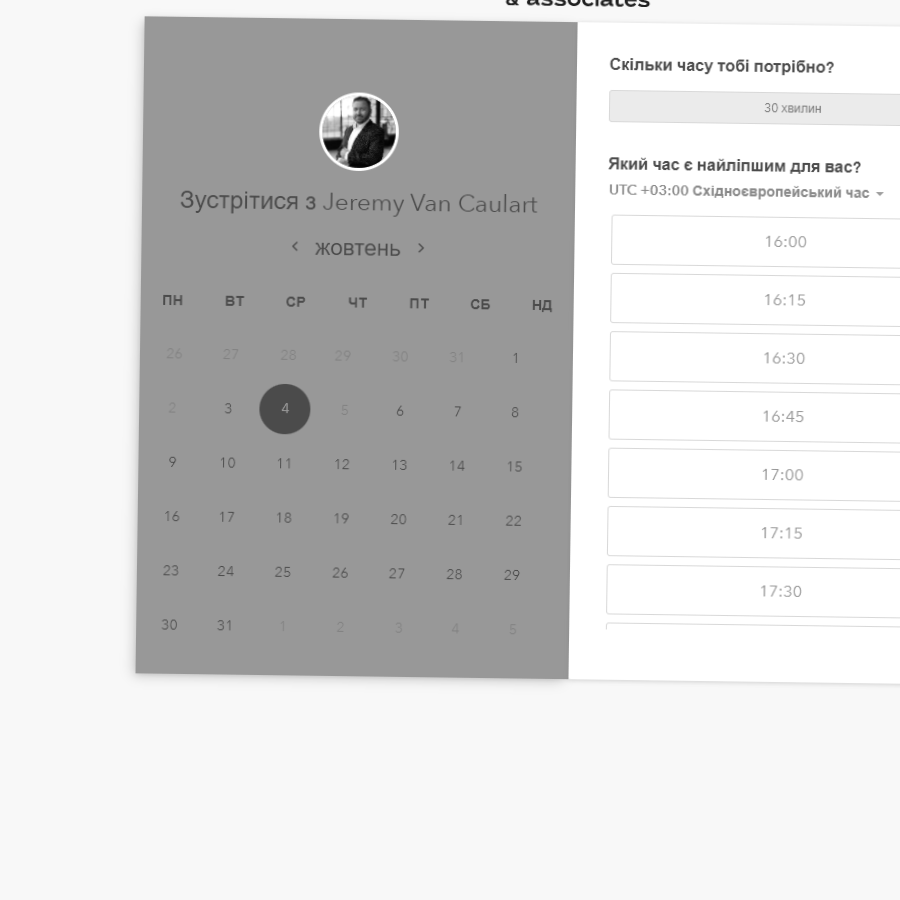 & associates
Зустрітися з Jeremy Van Caulart
жовтень
ПН ВТ СР ЧТ ПТ СБ НД
26 27 28 29 30 31 1
2 3 4 5 6 7 8
9 10 11 12 13 14 15
16 17 18 19 20 21 22
23 24 25 26 27 28 29
30 31 1 2 3 4 5
Скільки часу тобі потрібно?
30 хвилин
Який час є найліпшим для вас?
UTC +03:00 Східноєвропейський час
16:00
16:15
16:30
16:45
17:00
17:15
17:30